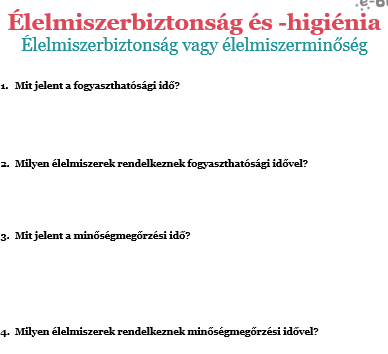 Élelmiszerbiztonság és -higiénia
Élelmiszerbiztonság vagy élelmiszerminőség
1. Mit jelent a fogyaszthatósági idő?
2. Milyen élelmiszerek rendelkeznek fogyaszthatósági idővel?
3. Mit jelent a minőségmegőrzési idő?
4. Milyen élelmiszerek rendelkeznek minőségmegőrzési idővel?